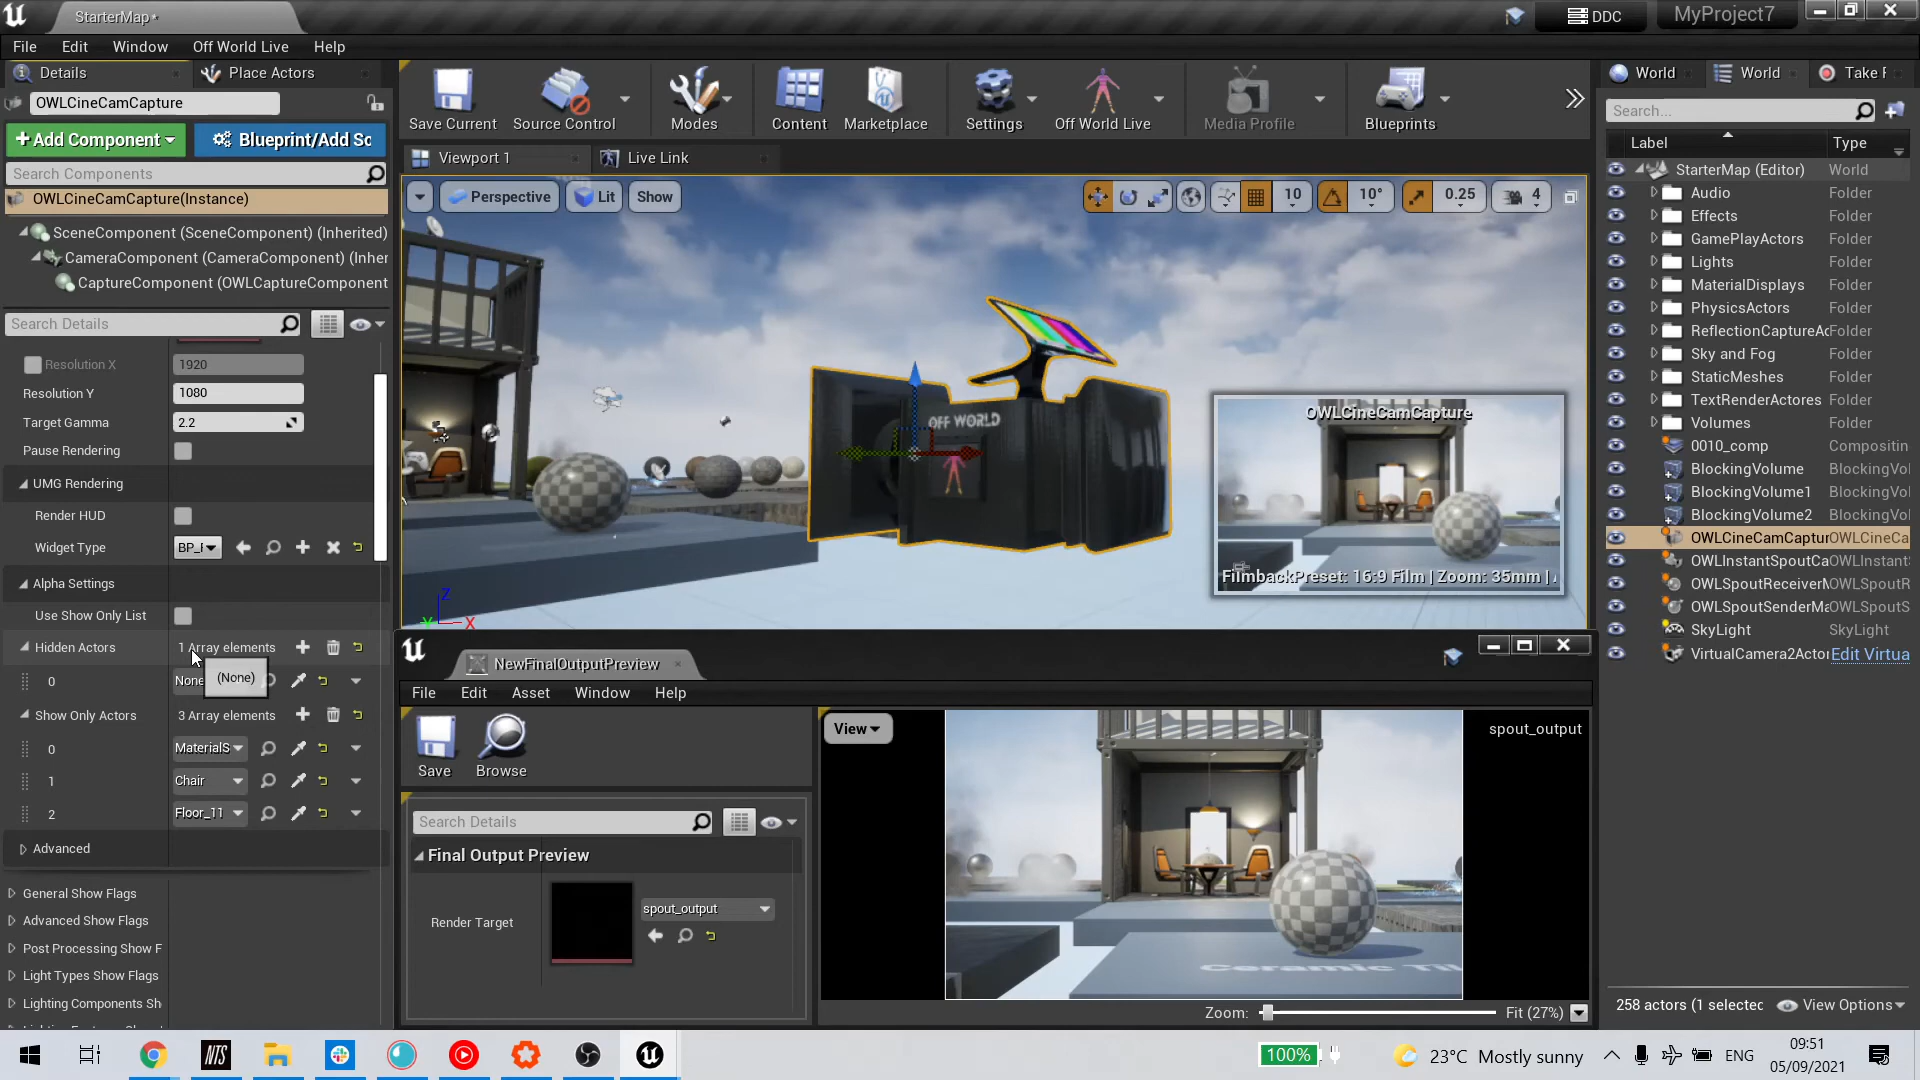 StarterMap*
DDC
MyProject7
File
Edit
Window
Off World Live
Help
Details
Place Actors
OWLCineCamCapture
+Add Component
Blueprint/Add Sc
Search Components
OWLCineCamCapture(Instance)
SceneComponent (SceneComponent) (Inherited)
CameraComponent (CameraComponent) (Inher
CaptureComponent (OWLCaptureComponent
Search Details
Resolution X
1920
Resolution Y
1080
Target Gamma
2.2
Pause Rendering
UMG Rendering
Render HUD
Widget Type
Alpha Settings
Use Show Only List
Hidden Actors
1 Array elements
0
None
(None)
Show Only Actors
3 Array elements
0
MaterialS
1
Chair
2
Floor_11
Advanced
General Show Flags
Advanced Show Flags
Post Processing Show F
Light Types Show Flags
Lighting Components Sh
Save Current
Source Control
Modes
Content
Marketplace
Settings
Off World Live
Media Profile
Blueprints
Viewport 1
Live Link
Perspective
Lit
Show
10
10°
0.25
4
OFF WORLD
Z
X
Y
OWLCineCamCapture
FilmbackPreset: 16:9 Film | Zoom: 35mm |
NewFinalOutputPreview
File
Edit
Asset
Window
Help
Save
Browse
Search Details
Final Output Preview
Render Target
spout_output
View
spout_output
Ceramic Til
Zoom:
Fit (27%)
World
World
Take
Search...
Label
Type
StarterMap (Editor)
World
Audio
Folder
Effects
Folder
GamePlayActors
Folder
Lights
Folder
MaterialDisplays
Folder
PhysicsActors
Folder
ReflectionCaptureAc
Folder
Sky and Fog
Folder
StaticMeshes
Folder
TextRenderActores
Folder
Volumes
Folder
0010_comp
Compositin
BlockingVolume
BlockingVol
BlockingVolume1
BlockingVol
BlockingVolume2
BlockingVol
OWLCineCamCaptur
OWLCineCa
OWLInstantSpoutCa
OWLInstant
OWLSpoutReceiverM
OWLSpoutR
OWLSpoutSenderMa
OWLSpoutS
SkyLight
SkyLight
VirtualCamera2Actor
Edit Virtua
258 actors (1 selected
View Options
NTS
100%
23°C Mostly sunny
ENG
09:51
05/09/2021